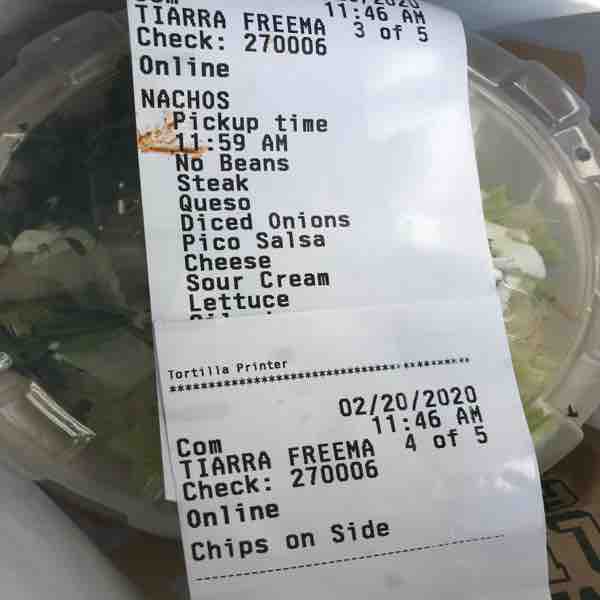 Com
11:46 AM
TIARRA FREEMA 3 of 5
Check: 270006
Online
NACHOS
Pickup time
11:59 AM
No Beans
Steak
Queso
Diced Onions
Pico Salsa
Cheese
Sour Cream
Lettuce
Tortilla Printer
****************************************
02/20/2020
Com 11:46 AM
TIARRA FREEMA 4 of 5
Check: 270006
Online
Chips on Side